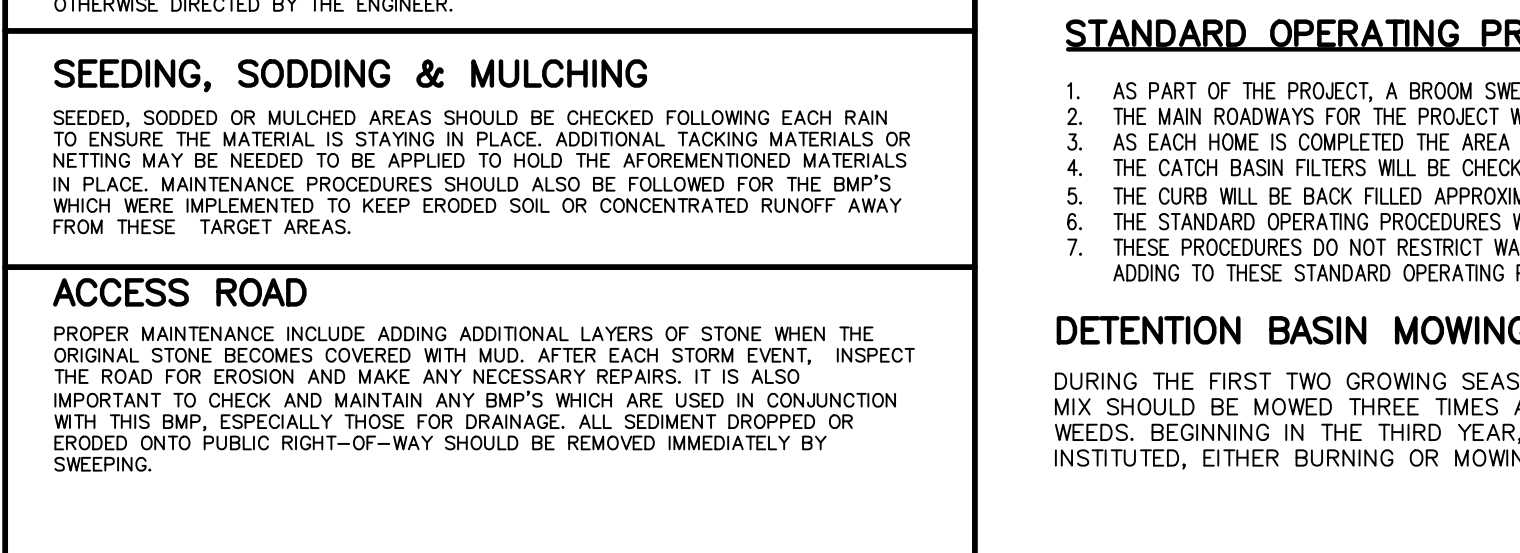 OTHERWISE DIRECTED BY THE ENGINEER.
SEEDING, SODDING & MULCHING
SEEDED, SODDED OR MULCHED AREAS SHOULD BE CHECKED FOLLOWING EACH RAIN
TO ENSURE THE MATERIAL IS STAYING IN PLACE. ADDITIONAL TACKING MATERIALS OR
NETTING MAY BE NEEDED TO BE APPLIED TO HOLD THE AFOREMENTIONED MATERIALS
IN PLACE. MAINTENANCE PROCEDURES SHOULD ALSO BE FOLLOWED FOR THE BMP'S
WHICH WERE IMPLEMENTED TO KEEP ERODED SOIL OR CONCENTRATED RUNOFF AWAY
FROM THESE  TARGET AREAS.
ACCESS ROAD
PROPER MAINTENANCE INCLUDE ADDING ADDITIONAL LAYERS OF STONE WHEN THE
ORIGINAL STONE BECOMES COVERED WITH MUD. AFTER EACH STORM EVENT,  INSPECT
THE ROAD FOR EROSION AND MAKE ANY NECESSARY REPAIRS. IT IS ALSO
IMPORTANT TO CHECK AND MAINTAIN ANY BMP'S WHICH ARE USED IN CONJUNCTION
WITH THIS BMP, ESPECIALLY THOSE FOR DRAINAGE. ALL SEDIMENT DROPPED OR
ERODED ONTO PUBLIC RIGHT-OF-WAY SHOULD BE REMOVED IMMEDIATELY BY
SWEEPING.
STANDARD OPERATING PR
1. AS PART OF THE PROJECT, A BROOM SWE
2. THE MAIN ROADWAYS FOR THE PROJECT W
3. AS EACH HOME IS COMPLETED THE AREA
4. THE CATCH BASIN FILTERS WILL BE CHECK
5. THE CURB WILL BE BACK FILLED APPROXIM
6. THE STANDARD OPERATING PROCEDURES W
7. THESE PROCEDURES DO NOT RESTRICT WA
ADDING TO THESE STANDARD OPERATING P
DETENTION BASIN MOWING
DURING THE FIRST TWO GROWING SEAS
MIX SHOULD BE MOWED THREE TIMES A
WEEDS. BEGINNING IN THE THIRD YEAR,
INSTITUTED, EITHER BURNING OR MOWIN